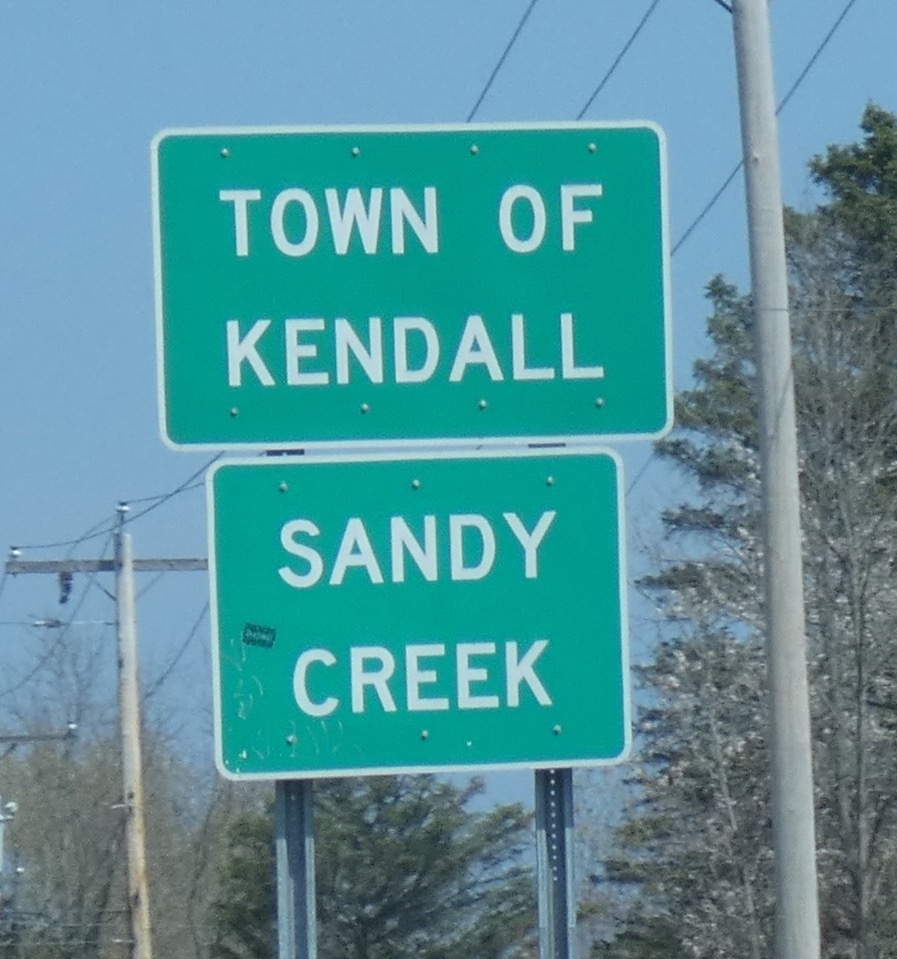 TOWN OF
KENDALL
SANDY
CREEK